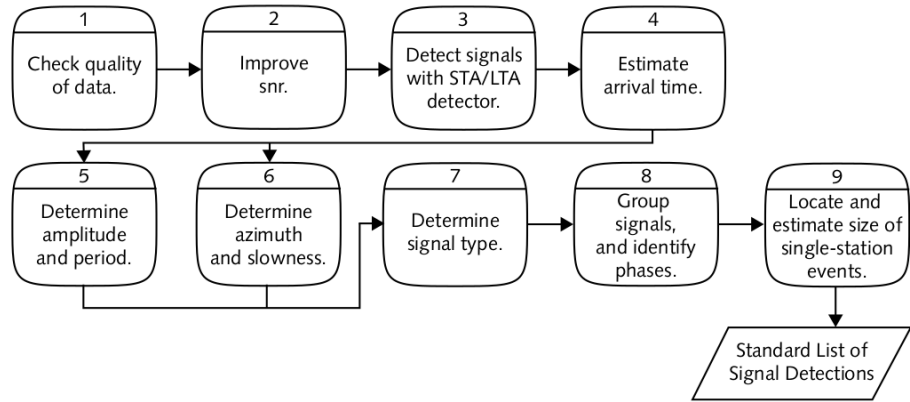 1
Check quality
of data.
2
Improve
snr.
3
Detect signals
with STA/LTA
detector.
4
Estimate
arrival time.
5
Determine
amplitude
and period.
6
Determine
azimuth
and slowness.
7
Determine
signal type.
8
Group
signals,
and identify
phases.
9
Locate and
estimate size of
single-station
events.
Standard List of
Signal Detections